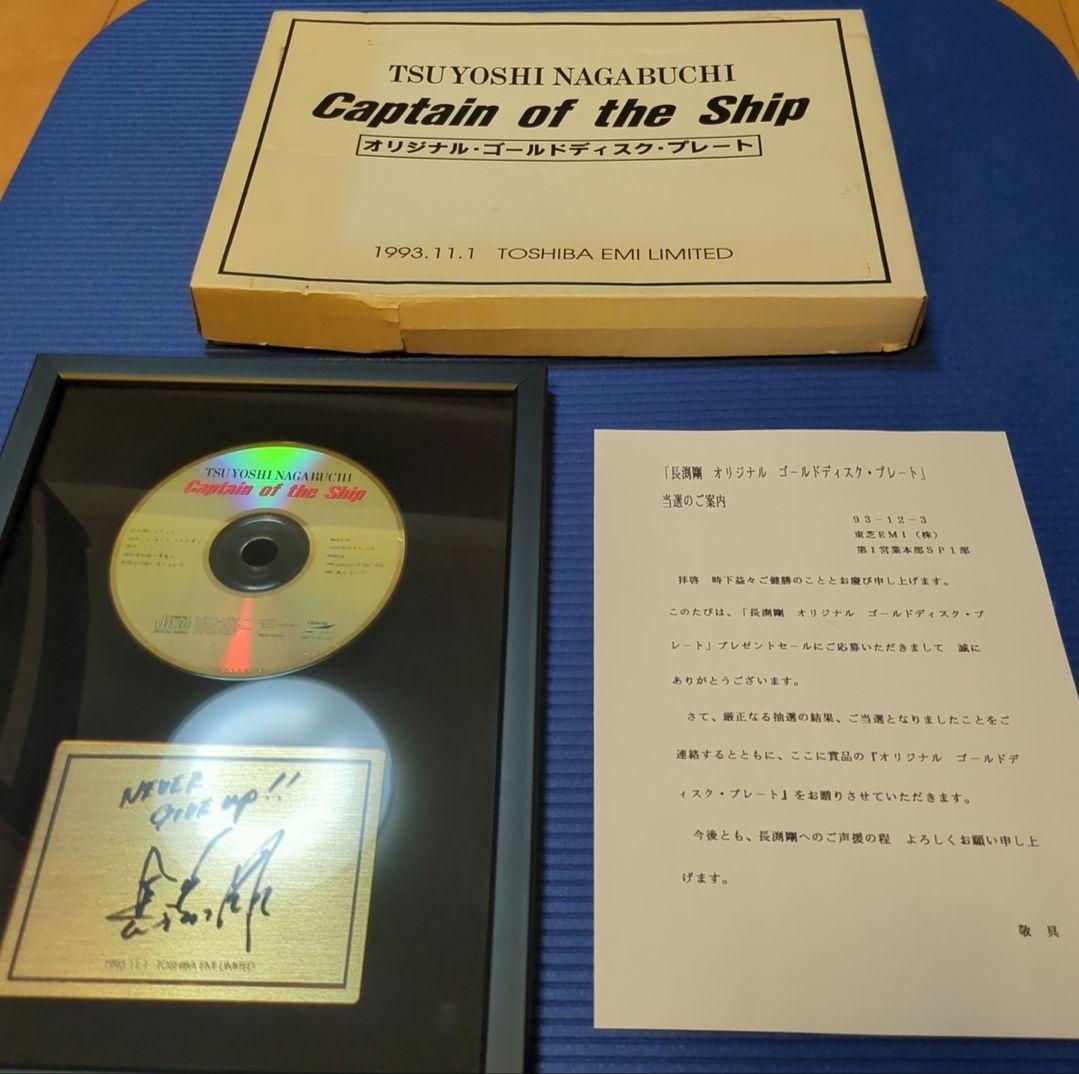 TSUYOSHI NAGABUCHI
Captain of the Ship
オリジナル・ゴールドディスク・プレート
1993.11.1 TOSHIBA EMI LIMITED
TSUYOSHI NAGABUCHI
Captain of the Ship
NEVER
GIVE up!!
1993.11.1 TOSHIBA EMI LIMITED
「長渕剛 オリジナル ゴールドディスク・プレート」
当選のご案内
93-12-3
東芝EMI(株)
第1営業本部SP1部
拝啓 時下益々ご健勝のこととお慶び申し上げます。
このたびは、「長渕剛 オリジナル ゴールドディスク・プ
レート」プレゼントセールにご応募いただきまして 誠に
ありがとうございます。
さて、厳正なる抽選の結果、ご当選となりましたことをご
連絡するとともに、ここに賞品の『オリジナル ゴールドデ
ィスク・プレート』をお贈りさせていただきます。
今後とも、長渕剛へのご声援の程 よろしくお願い申し上
げます。
敬 具